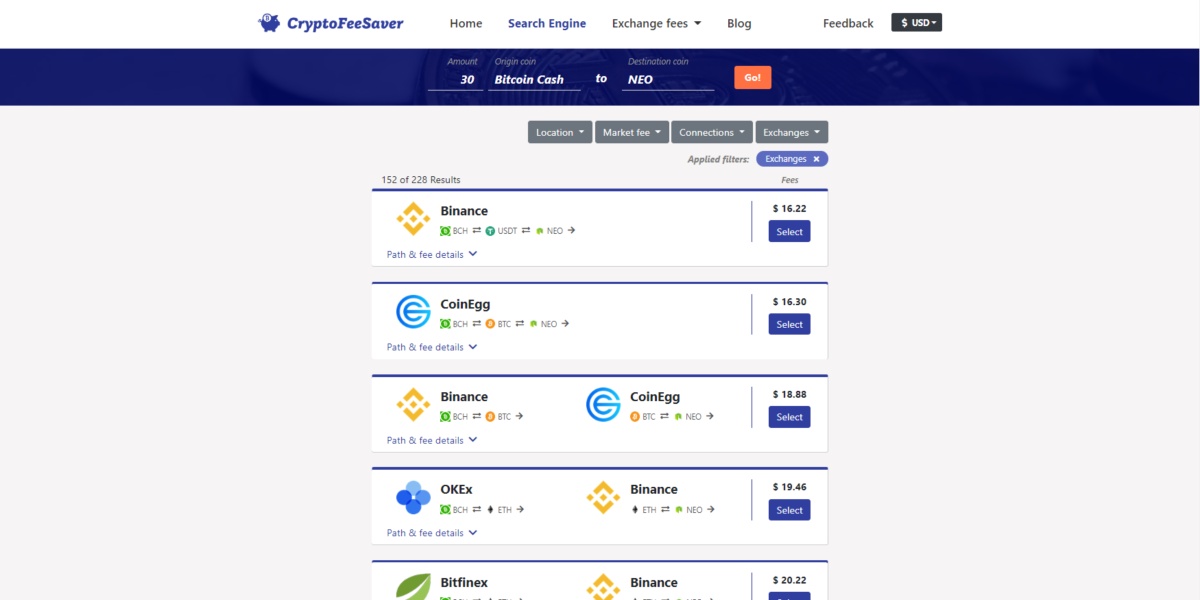 CryptoFeeSaver Home Search Engine Exchange fees Blog Feedback $ USD
Amount Origin coin Destination coin
30 Bitcoin Cash to NEO Go!
Location Market fee Connections Exchanges
Applied filters: Exchanges ×
152 of 228 Results Fees
Binance $ 16.22
BCH ⇄ USDT ⇄ NEO → Select
Path & fee details
CoinEgg $ 16.30
BCH ⇄ BTC ⇄ NEO → Select
Path & fee details
Binance CoinEgg $ 18.88
BCH ⇄ BTC → BTC ⇄ NEO → Select
Path & fee details
OKEx Binance $ 19.46
BCH ⇄ ETH → ETH ⇄ NEO → Select
Path & fee details
Bitfinex Binance $ 20.22